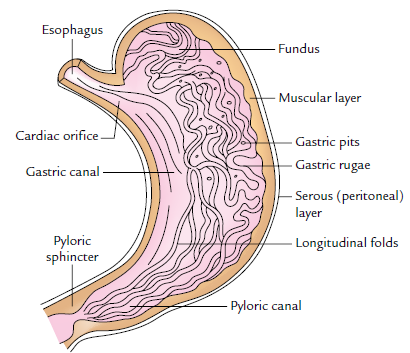 Esophagus
Fundus
Muscular layer
Cardiac orifice
Gastric pits
Gastric canal
Gastric rugae
Serous (peritoneal)
layer
Pyloric
sphincter
Longitudinal folds
Pyloric canal